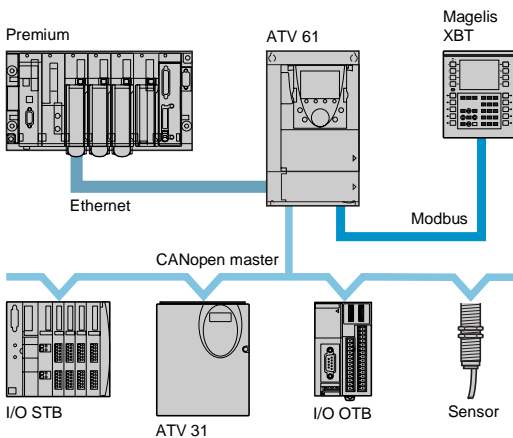 Premium
ATV 61
Magelis
XBT
Ethernet
Modbus
CANopen master
I/O STB
ATV 31
I/O OTB
Sensor